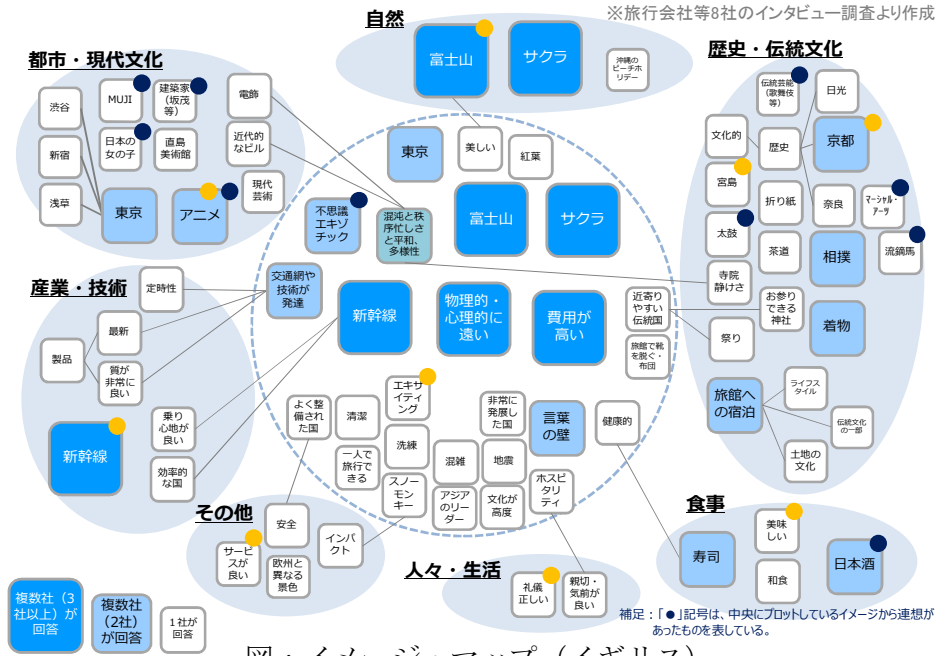 ※旅行会社等8社のインタビュー調査より作成
自然
富士山
サクラ
沖縄の
ビーチホ
リデー
都市・現代文化
渋谷
MUJI
建築家
(坂茂
等)
電飾
新宿
日本の
女の子
直島
美術館
近代的
なビル
浅草
東京
アニメ
現代
芸術
歴史・伝統文化
伝統芸能
(歌舞伎
等)
日光
文化的
歴史
京都
宮島
折り紙
奈良
マーシャル・
アーツ
太鼓
茶道
相撲
流鏑馬
寺院
静けさ
お参り
できる
神社
着物
祭り
旅館へ
の宿泊
ライフス
タイル
伝統文化
の一部
土地の
文化
東京
美しい
紅葉
不思議
エキゾ
チック
混沌と秩
序忙しさ
と平和、
多様性
富士山
サクラ
交通網や
技術が
発達
新幹線
物理的・
心理的に
遠い
費用が
高い
近寄り
やすい
伝統国
旅館で靴
を脱ぐ・
布団
よく整
備された
国
清潔
エキサ
イティング
非常に
発展し
た国
言葉
の壁
健康的
一人で
旅行で
きる
洗練
混雑
地震
スノー
モン
キー
アジア
のリー
ダー
文化が
高度
ホスピ
タリ
ティ
産業・技術
定時性
最新
製品
質が
非常に
良い
乗り
心地が
良い
新幹線
効率的
な国
その他
安全
サービ
スが
良い
欧州と
異なる
景色
インパ
クト
人々・生活
礼儀
正しい
親切・
気前が
良い
食事
寿司
美味
しい
和食
日本酒
複数社(3
社以上)が
回答
複数社
(2社)
が回答
1社が
回答
補足:「●」記号は、中央にプロットしているイメージから連想が
あったものを表している。
図:イメージ・マップ(イギリス)